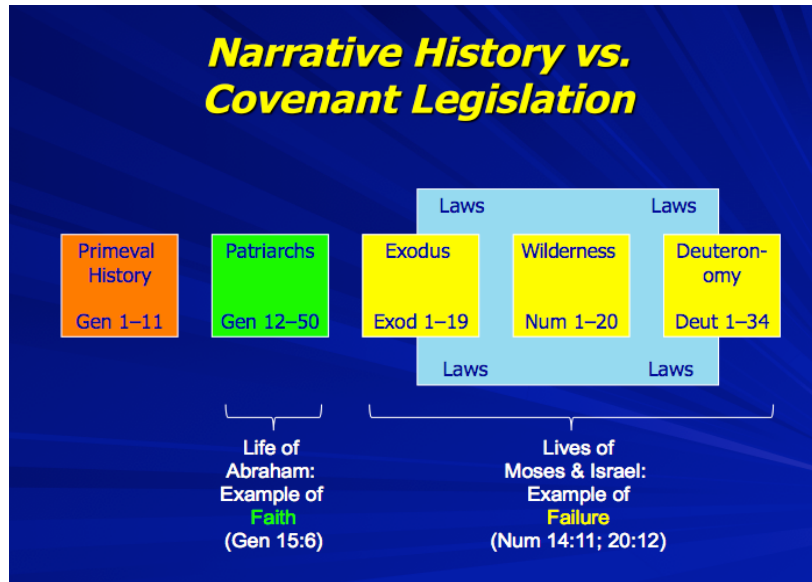 Narrative History vs.
Covenant Legislation
Laws
Laws
Primeval
History
Gen 1–11
Patriarchs
Gen 12–50
Exodus
Exod 1–19
Wilderness
Num 1–20
Deuteron-
omy
Deut 1–34
Laws
Laws
Life of
Abraham:
Example of
Faith
(Gen 15:6)
Lives of
Moses & Israel:
Example of
Failure
(Num 14:11; 20:12)